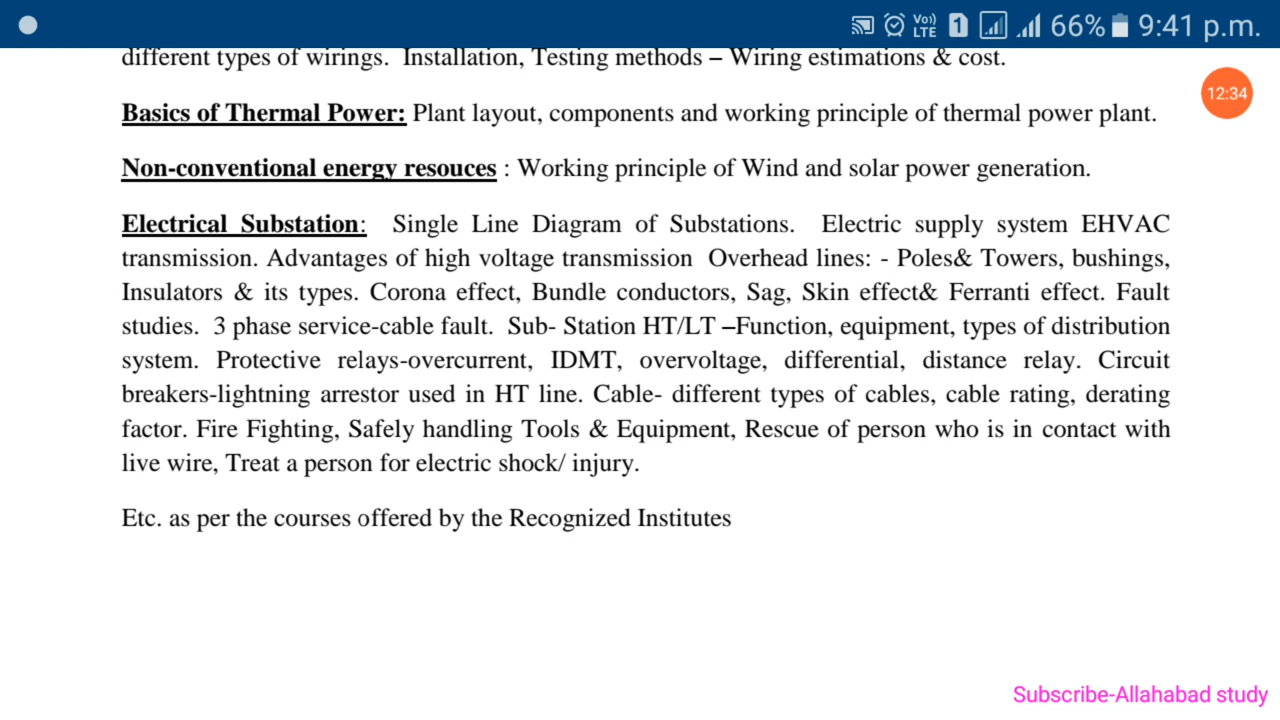 Vo))
LTE 1 66% 9:41 p.m.
different types of wirings. Installation, Testing methods – Wiring estimations & cost.
12:34
Basics of Thermal Power: Plant layout, components and working principle of thermal power plant.
Non-conventional energy resouces : Working principle of Wind and solar power generation.
Electrical Substation: Single Line Diagram of Substations. Electric supply system EHVAC
transmission. Advantages of high voltage transmission Overhead lines: - Poles& Towers, bushings,
Insulators & its types. Corona effect, Bundle conductors, Sag, Skin effect& Ferranti effect. Fault
studies. 3 phase service-cable fault. Sub- Station HT/LT –Function, equipment, types of distribution
system. Protective relays-overcurrent, IDMT, overvoltage, differential, distance relay. Circuit
breakers-lightning arrestor used in HT line. Cable- different types of cables, cable rating, derating
factor. Fire Fighting, Safely handling Tools & Equipment, Rescue of person who is in contact with
live wire, Treat a person for electric shock/ injury.
Etc. as per the courses offered by the Recognized Institutes
Subscribe-Allahabad study